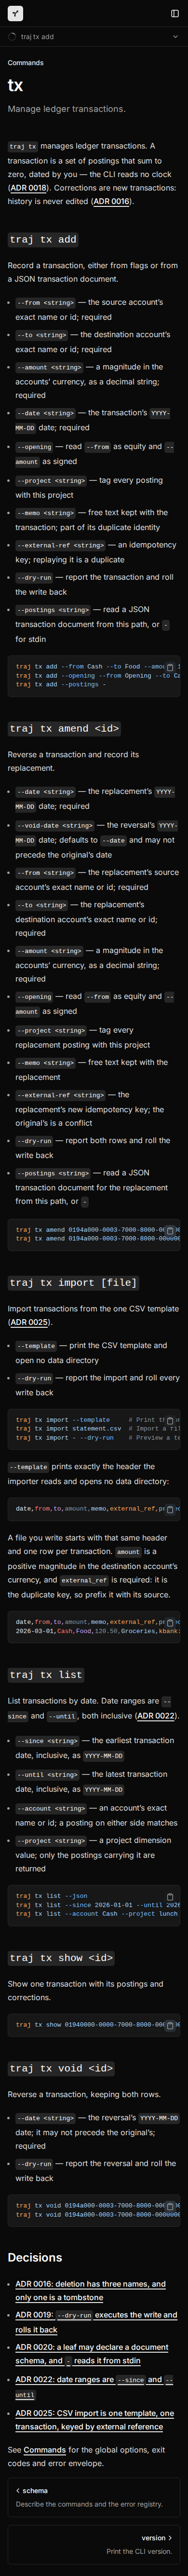 traj tx add
Commands
tx
Manage ledger transactions.
traj tx manages ledger transactions. A
transaction is a set of postings that sum to
zero, dated by you — the CLI reads no clock
(ADR 0018). Corrections are new transactions:
history is never edited (ADR 0016).
traj tx add
Record a transaction, either from flags or from
a JSON transaction document.
--from <string> — the source account's
exact name or id; required
--to <string> — the destination account's
exact name or id; required
--amount <string> — a magnitude in the
accounts' currency, as a decimal string;
required
--date <string> — the transaction's YYYY-
MM-DD date; required
--opening — read --from as equity and --
amount as signed
--project <string> — tag every posting
with this project
--memo <string> — free text kept with the
transaction; part of its duplicate identity
--external-ref <string> — an idempotency
key; replaying it is a duplicate
--dry-run — report the transaction and roll
the write back
--postings <string> — read a JSON
transaction document from this path, or -
for stdin
traj tx add --from Cash --to Food --amou
traj tx add --opening --from Opening --to Ca
traj tx add --postings -
traj tx amend <id>
Reverse a transaction and record its
replacement.
--date <string> — the replacement's YYYY-
MM-DD date; required
--void-date <string> — the reversal's YYYY-
MM-DD date; defaults to --date and may not
precede the original's date
--from <string> — the replacement's source
account's exact name or id; required
--to <string> — the replacement's
destination account's exact name or id;
required
--amount <string> — a magnitude in the
accounts' currency, as a decimal string;
required
--opening — read --from as equity and --
amount as signed
--project <string> — tag every
replacement posting with this project
--memo <string> — free text kept with the
replacement
--external-ref <string> — the
replacement's new idempotency key; the
original's is a conflict
--dry-run — report both rows and roll the
write back
--postings <string> — read a JSON
transaction document for the replacement
from this path, or -
traj tx amend 0194a000-0003-7000-8000-0000
traj tx amend 0194a000-0003-7000-8000-000000
traj tx import [file]
Import transactions from the one CSV template
(ADR 0025).
--template — print the CSV template and
open no data directory
--dry-run — report the import and roll every
write back
traj tx import --template # Print th
traj tx import statement.csv # Import a fil
traj tx import - --dry-run # Preview a te
--template prints exactly the header the
importer reads and opens no data directory:
date,from,to,amount,memo,external_ref,p
A file you write starts with that same header
and one row per transaction. amount is a
positive magnitude in the destination account's
currency, and external_ref is required: it is
the duplicate key, so prefix it with its source.
date,from,to,amount,memo,external_ref,p
2026-03-01,Cash,Food,120.50,Groceries,kbank:
traj tx list
List transactions by date. Date ranges are --
since and --until, both inclusive (ADR 0022).
--since <string> — the earliest transaction
date, inclusive, as YYYY-MM-DD
--until <string> — the latest transaction
date, inclusive, as YYYY-MM-DD
--account <string> — an account's exact
name or id; a posting on either side matches
--project <string> — a project dimension
value; only the postings carrying it are
returned
traj tx list --json
traj tx list --since 2026-01-01 --until 2026
traj tx list --account Cash --project lunch
traj tx show <id>
Show one transaction with its postings and
corrections.
traj tx show 01940000-0000-7000-8000-0000
traj tx void <id>
Reverse a transaction, keeping both rows.
--date <string> — the reversal's YYYY-MM-DD
date; it may not precede the original's;
required
--dry-run — report the reversal and roll the
write back
traj tx void 0194a000-0003-7000-8000-0000
traj tx void 0194a000-0003-7000-8000-0000000
Decisions
ADR 0016: deletion has three names, and
only one is a tombstone
ADR 0019: --dry-run executes the write and
rolls it back
ADR 0020: a leaf may declare a document
schema, and - reads it from stdin
ADR 0022: date ranges are --since and --
until
ADR 0025: CSV import is one template, one
transaction, keyed by external reference
See Commands for the global options, exit
codes and error envelope.
schema
Describe the commands and the error registry.
version
Print the CLI version.